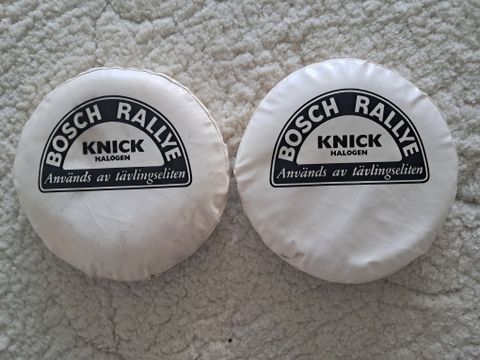 BOSCH RALLYE
KNICK
HALOGEN
Används av tävlingseliten
BOSCH RALLYE
KNICK
HALOGEN
Används av tävlingseliten